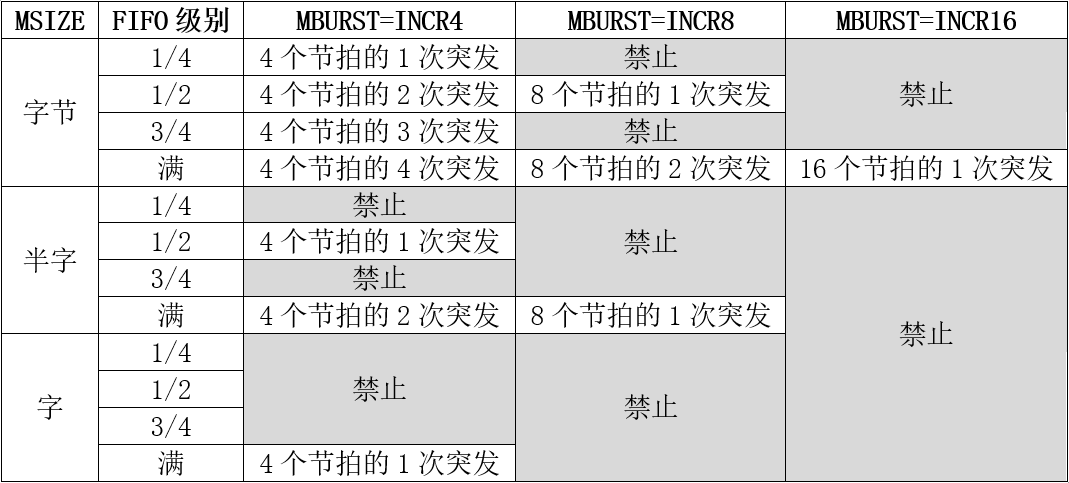 MSIZE FIFO 级别 MBURST=INCR4 MBURST=INCR8 MBURST=INCR16
字节 1/4 4 个节拍的 1 次突发 禁止 禁止
1/2 4 个节拍的 2 次突发 8 个节拍的 1 次突发
3/4 4 个节拍的 3 次突发 禁止
满 4 个节拍的 4 次突发 8 个节拍的 2 次突发 16 个节拍的 1 次突发
半字 1/4 禁止 禁止 禁止
1/2 4 个节拍的 1 次突发
3/4 禁止
满 4 个节拍的 2 次突发 8 个节拍的 1 次突发
字 1/4 禁止 禁止
1/2
3/4
满 4 个节拍的 1 次突发